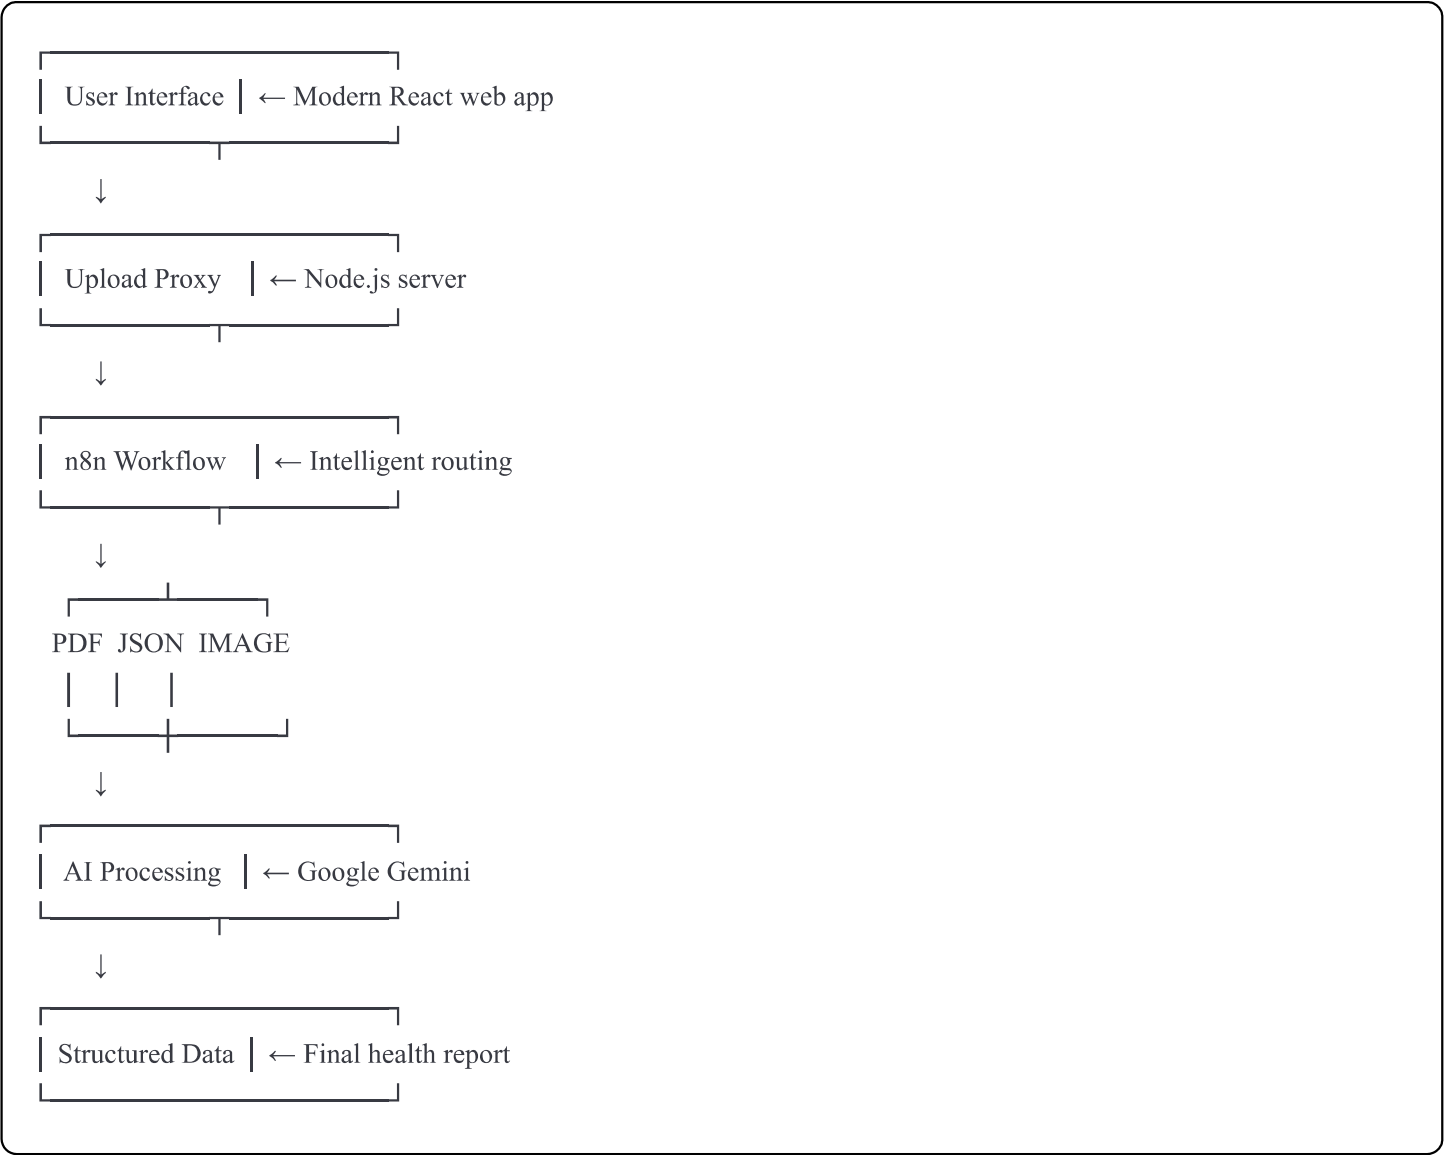 User Interface ← Modern React web app
↓
Upload Proxy ← Node.js server
↓
n8n Workflow ← Intelligent routing
↓
PDF JSON IMAGE
↓
AI Processing ← Google Gemini
↓
Structured Data ← Final health report